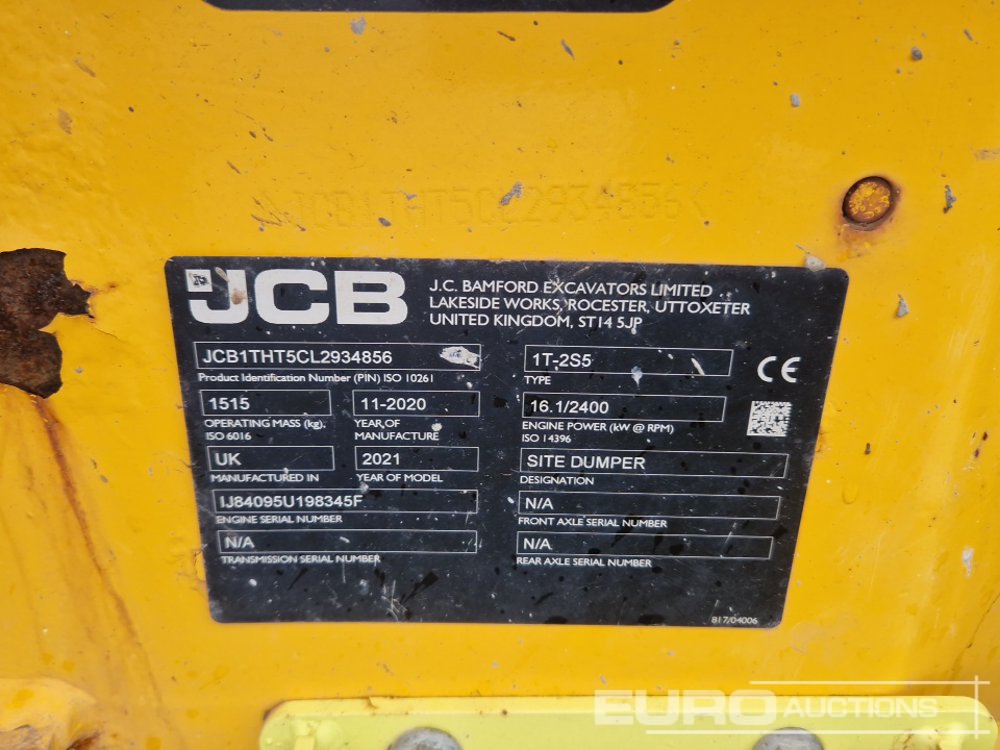 JCB1THT5CL2934856
JCB
J.C. BAMFORD EXCAVATORS LIMITED
LAKESIDE WORKS, ROCESTER, UTTOXETER
UNITED KINGDOM, ST14 5JP
JCB1THT5CL2934856
Product Identification Number (PIN) ISO 10261
1T-2S5
TYPE
CE
1515
OPERATING MASS (kg),
ISO 6016
11-2020
YEAR OF
MANUFACTURE
16.1/2400
ENGINE POWER (kW @ RPM)
ISO 14396
UK
MANUFACTURED IN
2021
YEAR OF MODEL
SITE DUMPER
DESIGNATION
IJ84095U198345F
ENGINE SERIAL NUMBER
N/A
FRONT AXLE SERIAL NUMBER
N/A
TRANSMISSION SERIAL NUMBER
N/A
REAR AXLE SERIAL NUMBER
817/04006
EURO AUCTIONS